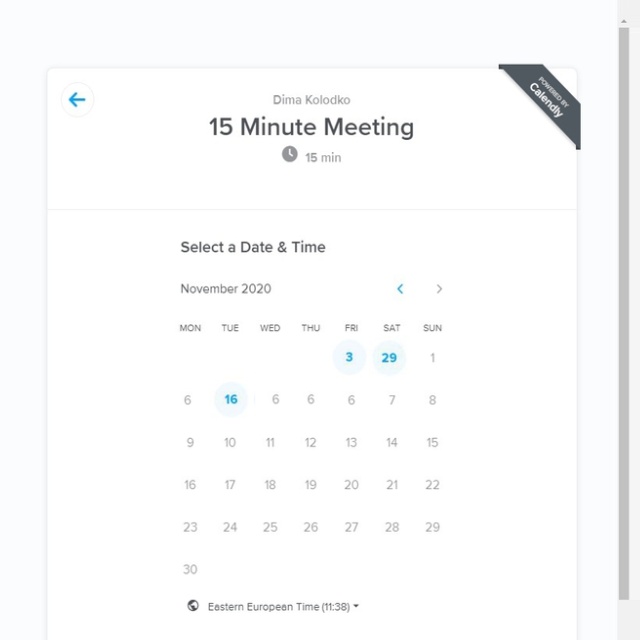 POWERED BY
Calendly
Dima Kolodko
15 Minute Meeting
15 min
Select a Date & Time
November 2020
MON TUE WED THU FRI SAT SUN
3 29 1
6 16 6 6 6 7 8
9 10 11 12 13 14 15
16 17 18 19 20 21 22
23 24 25 26 27 28 29
30
Eastern European Time (11:38)